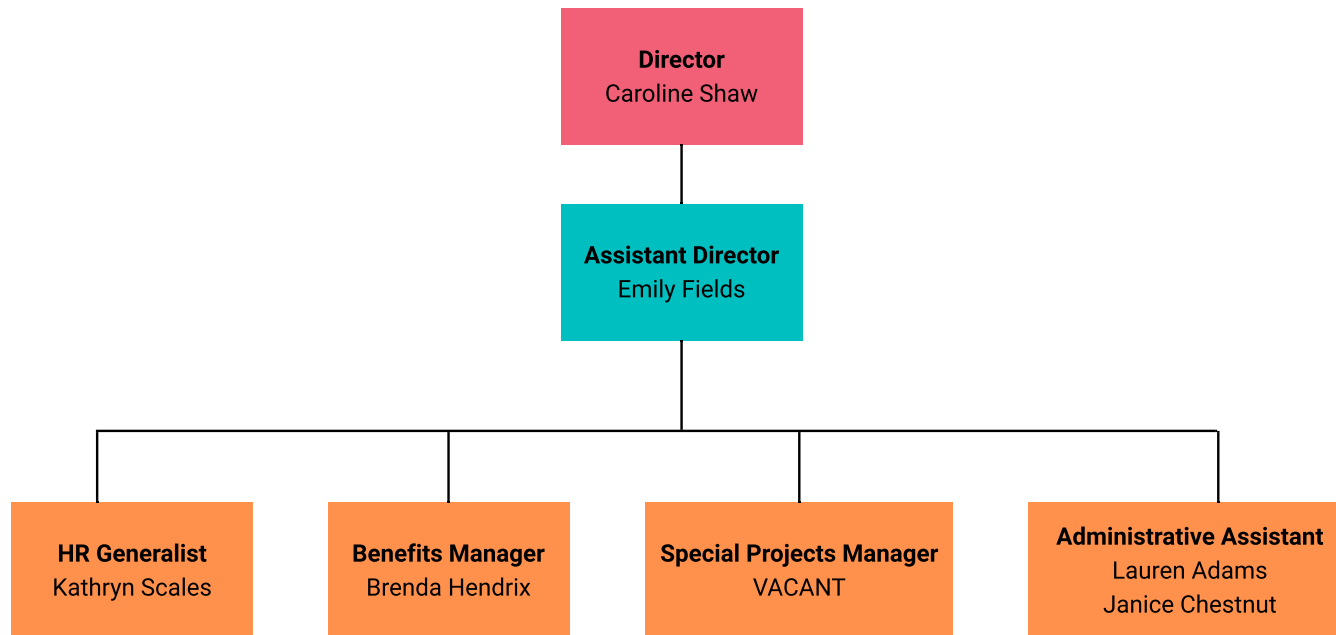 Director
Caroline Shaw
Assistant Director
Emily Fields
HR Generalist
Kathryn Scales
Benefits Manager
Brenda Hendrix
Special Projects Manager
VACANT
Administrative Assistant
Lauren Adams
Janice Chestnut